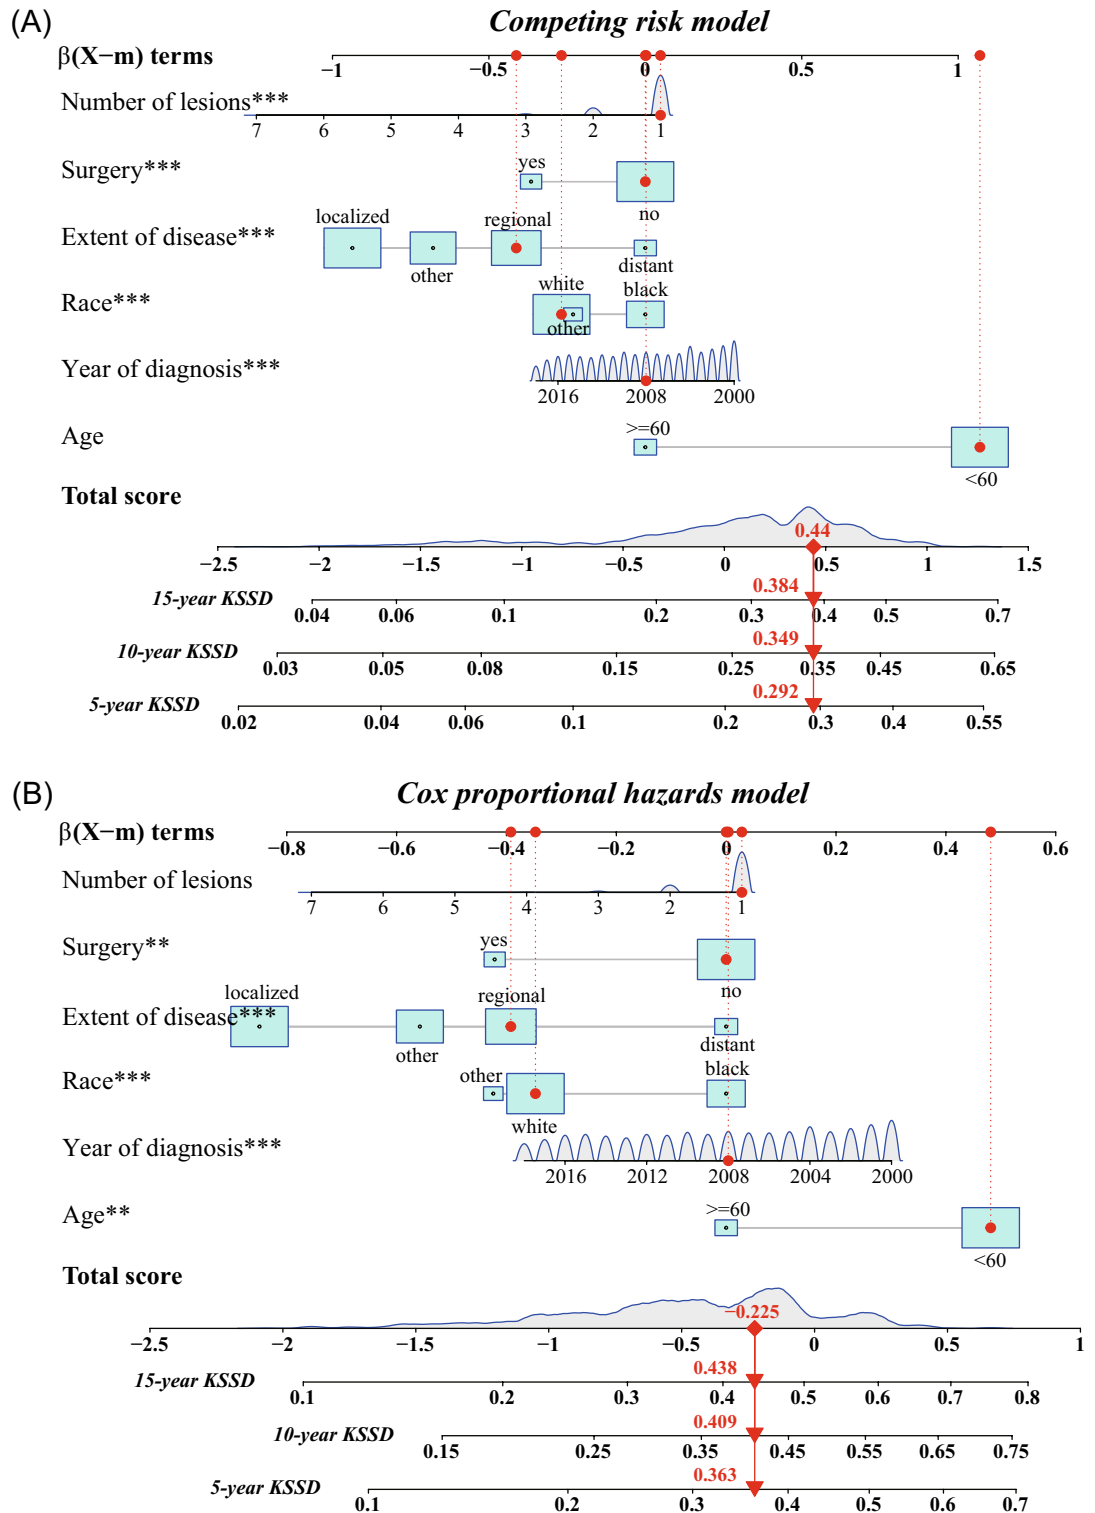 (A)
Competing risk model
β(X−m) terms
−1 −0.5 0 0.5 1
Number of lesions***
7 6 5 4 3 2 1
Surgery***
yes
no
Extent of disease***
localized
regional
other
distant
Race***
white
black
other
Year of diagnosis***
2016 2008 2000
Age
>=60
<60
Total score
0.44
−2.5 −2 −1.5 −1 −0.5 0 0.5 1 1.5
0.384
15-year KSSD
0.04 0.06 0.1 0.2 0.3 0.4 0.5 0.7
0.349
10-year KSSD
0.03 0.05 0.08 0.15 0.25 0.35 0.45 0.65
0.292
5-year KSSD
0.02 0.04 0.06 0.1 0.2 0.3 0.4 0.55
(B)
Cox proportional hazards model
β(X−m) terms
−0.8 −0.6 −0.4 −0.2 0 0.2 0.4 0.6
Number of lesions
7 6 5 4 3 2 1
Surgery**
yes
no
Extent of disease***
localized
regional
other
distant
Race***
other
black
white
Year of diagnosis***
2016 2012 2008 2004 2000
Age**
>=60
<60
Total score
−0.225
−2.5 −2 −1.5 −1 −0.5 0 0.5 1
0.438
15-year KSSD
0.1 0.2 0.3 0.4 0.5 0.6 0.7 0.8
0.409
10-year KSSD
0.15 0.25 0.35 0.45 0.55 0.65 0.75
0.363
5-year KSSD
0.1 0.2 0.3 0.4 0.5 0.6 0.7